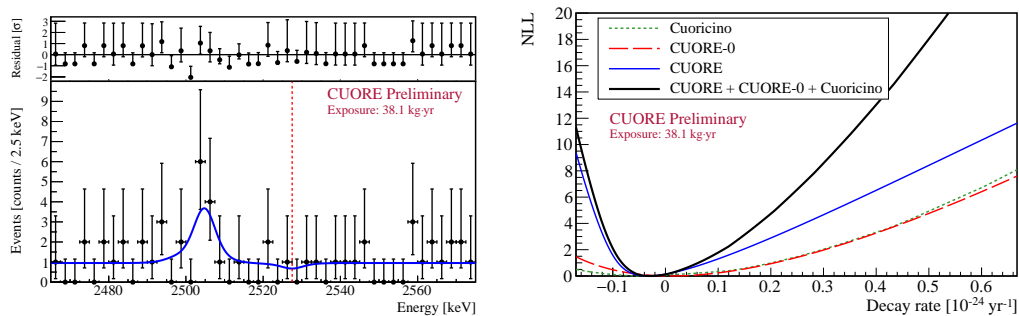 Residual [σ]
3
2
1
0
−1
−2
CUORE Preliminary
Exposure: 38.1 kg·yr
Events [counts / 2.5 keV]
9
8
7
6
5
4
3
2
1
0
2480 2500 2520 2540 2560
Energy [keV]
NLL
20
18
16
14
12
10
8
6
4
2
0
Cuoricino
CUORE-0
CUORE
CUORE + CUORE-0 + Cuoricino
CUORE Preliminary
Exposure: 38.1 kg·yr
−0.1 0 0.1 0.2 0.3 0.4 0.5 0.6
Decay rate [10⁻²⁴ yr⁻¹]